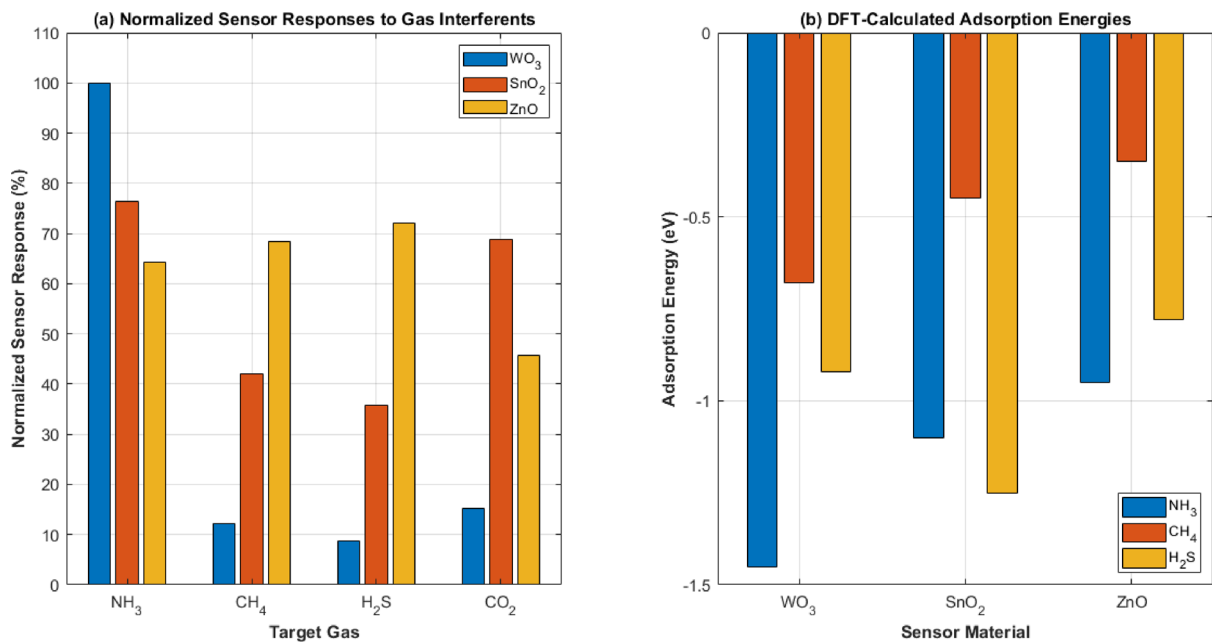 (a) Normalized Sensor Responses to Gas Interferents
110
100
90
80
70
60
50
40
30
20
10
0
Normalized Sensor Response (%)
WO₃
SnO₂
ZnO
NH₃ CH₄ H₂S CO₂
Target Gas
(b) DFT-Calculated Adsorption Energies
0
-0.5
-1
-1.5
Adsorption Energy (eV)
NH₃
CH₄
H₂S
WO₃ SnO₂ ZnO
Sensor Material